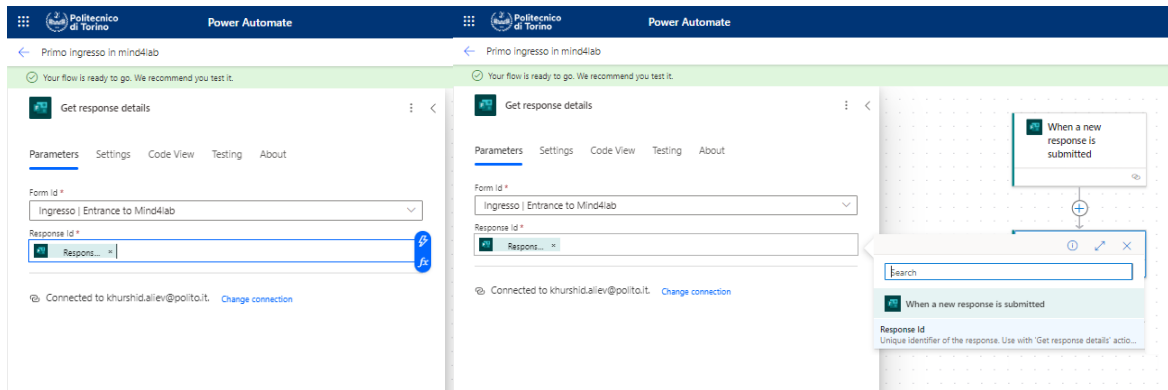 Politecnico
di Torino
Power Automate
Primo ingresso in mind4lab
Your flow is ready to go. We recommend you test it.
Get response details
Parameters Settings Code View Testing About
Form Id *
Ingresso | Entrance to Mind4lab
Response Id *
Respons... ×
fx
Connected to khurshid.aliev@polito.it. Change connection
Politecnico
di Torino
Power Automate
Primo ingresso in mind4lab
Your flow is ready to go. We recommend you test it.
Get response details
Parameters Settings Code View Testing About
Form Id *
Ingresso | Entrance to Mind4lab
Response Id *
Respons... ×
Connected to khurshid.aliev@polito.it. Change connection
When a new
response is
submitted
Search
When a new response is submitted
Response Id
Unique identifier of the response. Use with 'Get response details' actio...